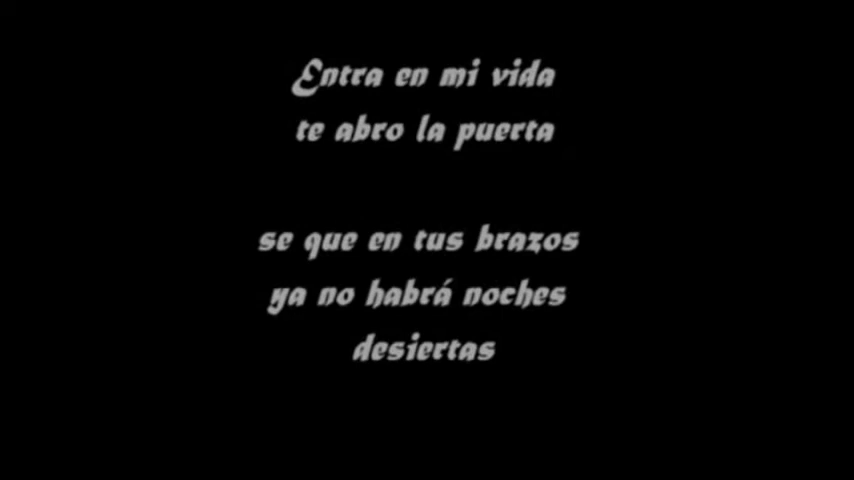 Entra en mi vida
te abro la puerta
se que en tus brazos
ya no habrá noches
desiertas